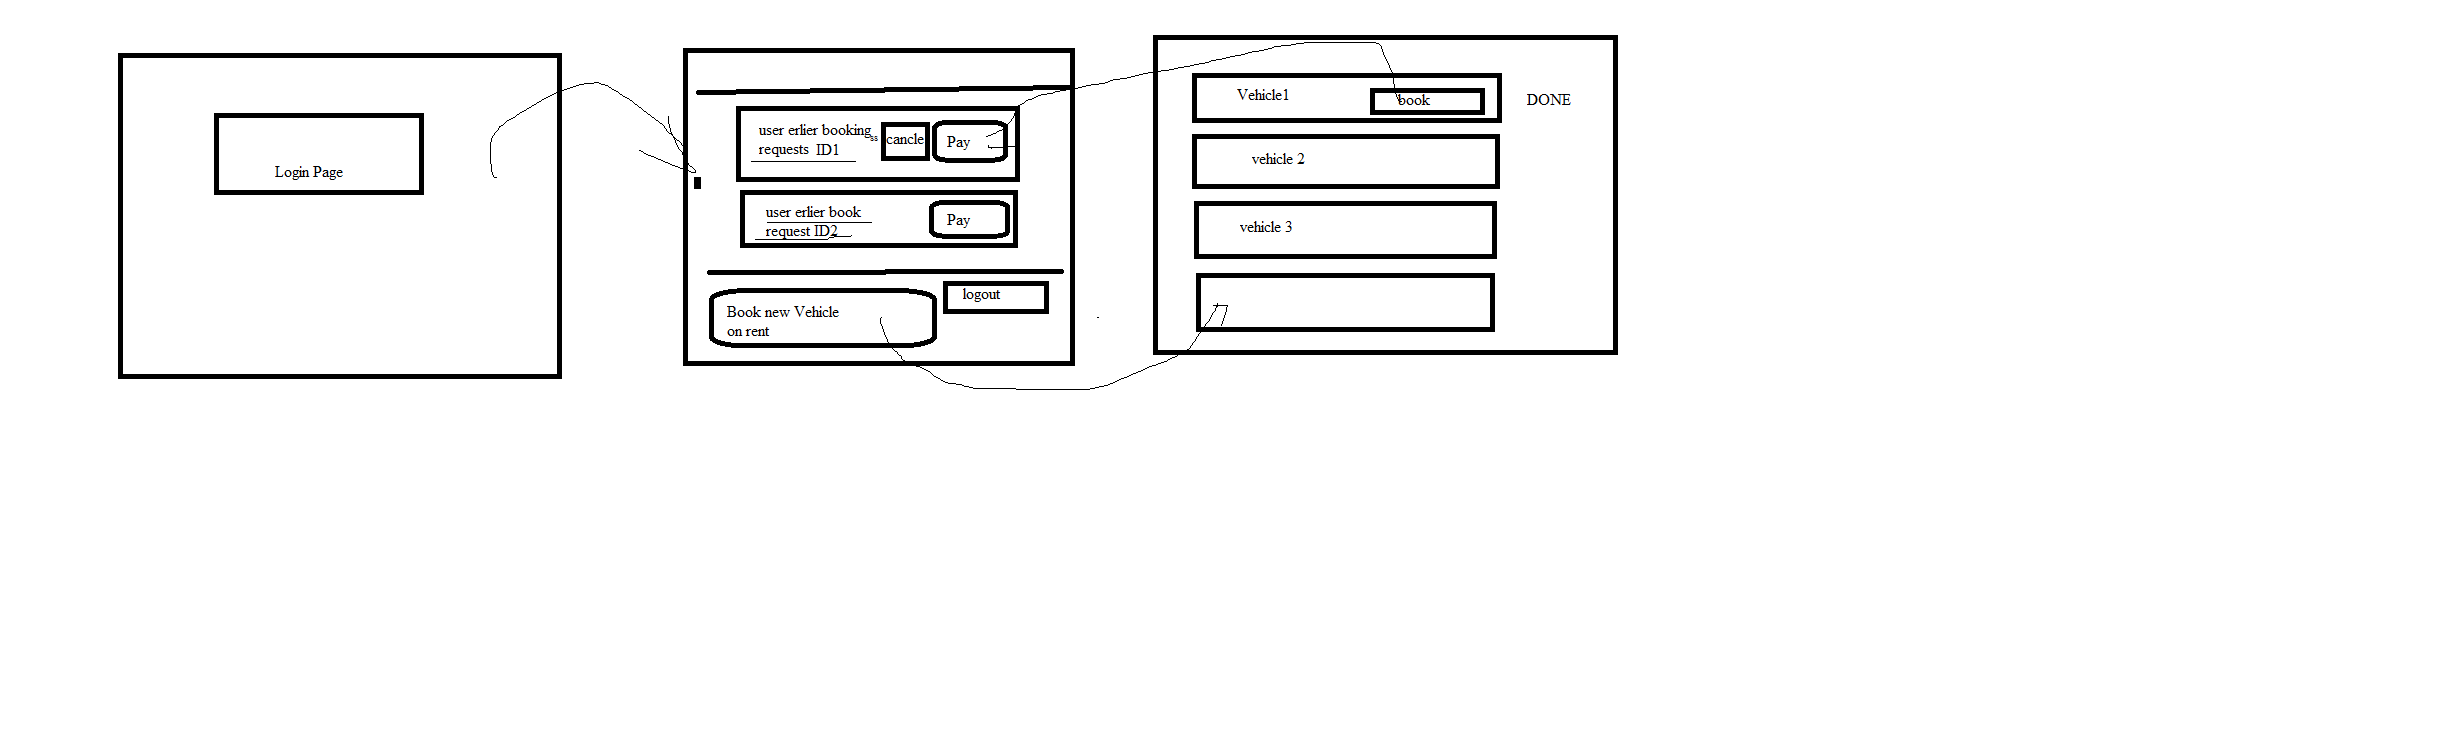 Login Page
user erlier bookingss
requests ID1
cancle
Pay
user erlier book
request ID2
Pay
Book new Vehicle
on rent
logout
Vehicle1
book
DONE
vehicle 2
vehicle 3